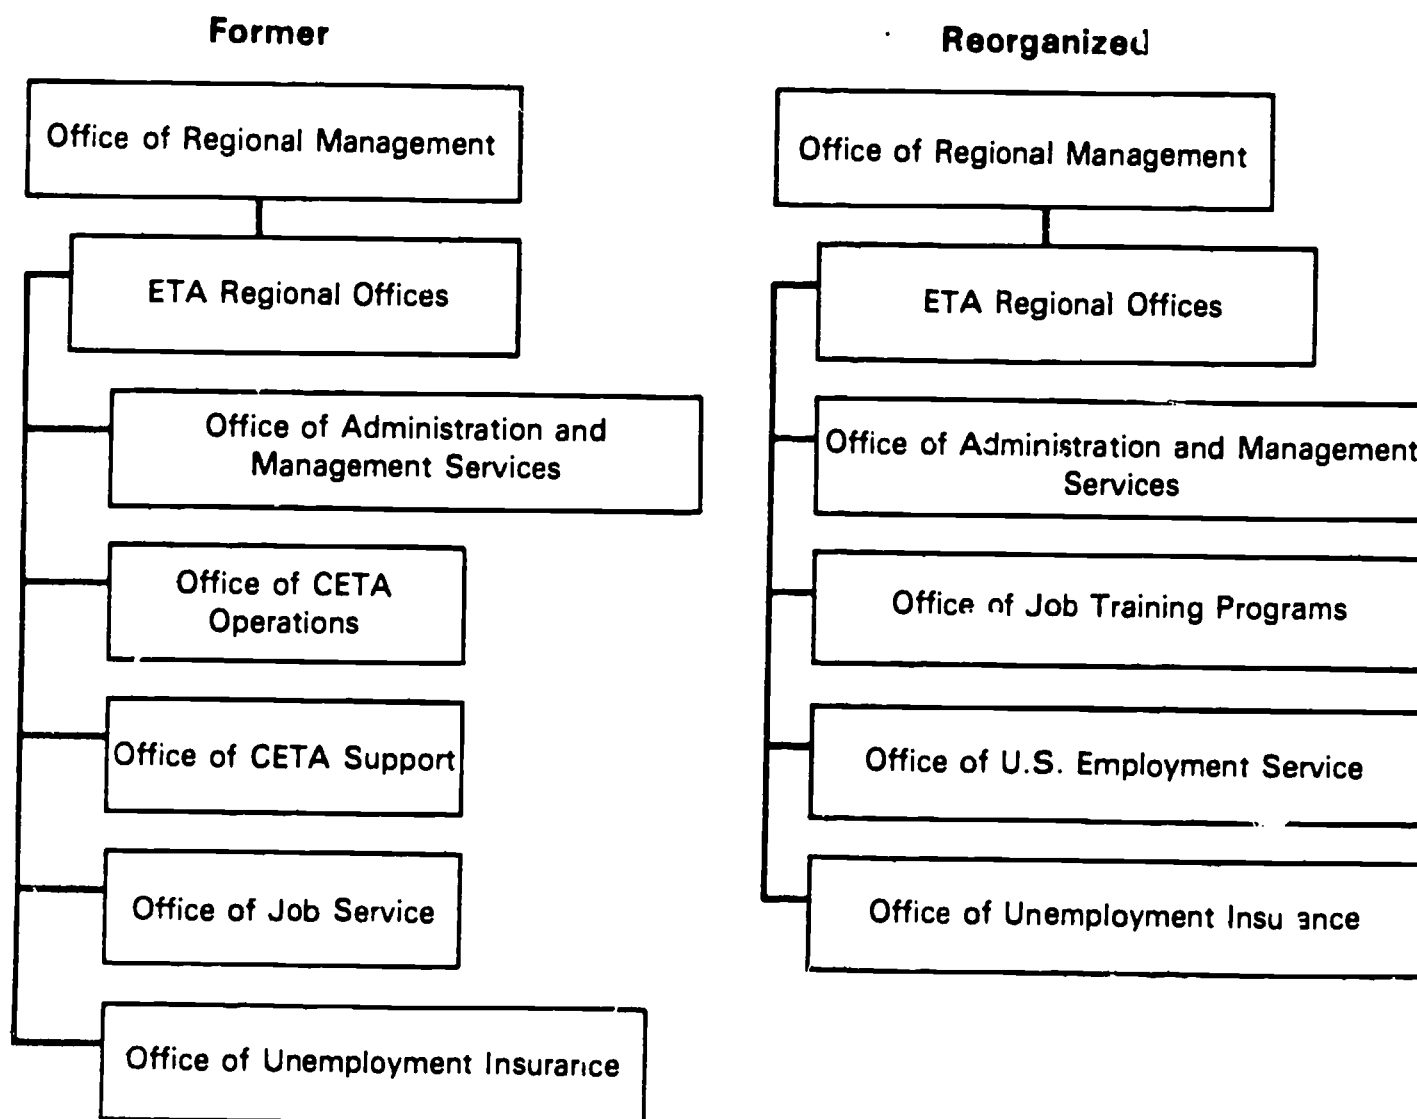 Former
Office of Regional Management
ETA Regional Offices
Office of Administration and
Management Services
Office of CETA
Operations
Office of CETA Support
Office of Job Service
Office of Unemployment Insurance
Reorganized
Office of Regional Management
ETA Regional Offices
Office of Administration and Management
Services
Office of Job Training Programs
Office of U.S. Employment Service
Office of Unemployment Insurance